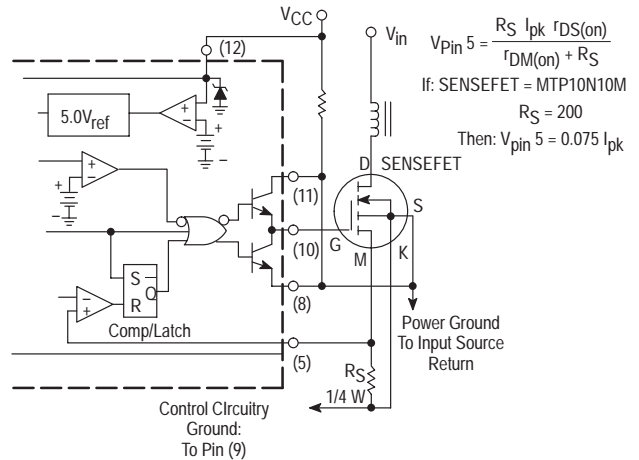 VCC
Vin
(12)
VPin 5 = RS Ipk rDS(on) / rDM(on) + RS
If: SENSEFET = MTP10N10M
RS = 200
Then: Vpin 5 = 0.075 Ipk
5.0Vref
+
−
+
−
+
−
+
−
D SENSEFET
(11)
S
(10)
G
M
K
S
Q
R
−
+
Comp/Latch
(8)
(5)
Power Ground
To Input Source
Return
RS
1/4 W
Control CIrcuitry
Ground:
To Pin (9)